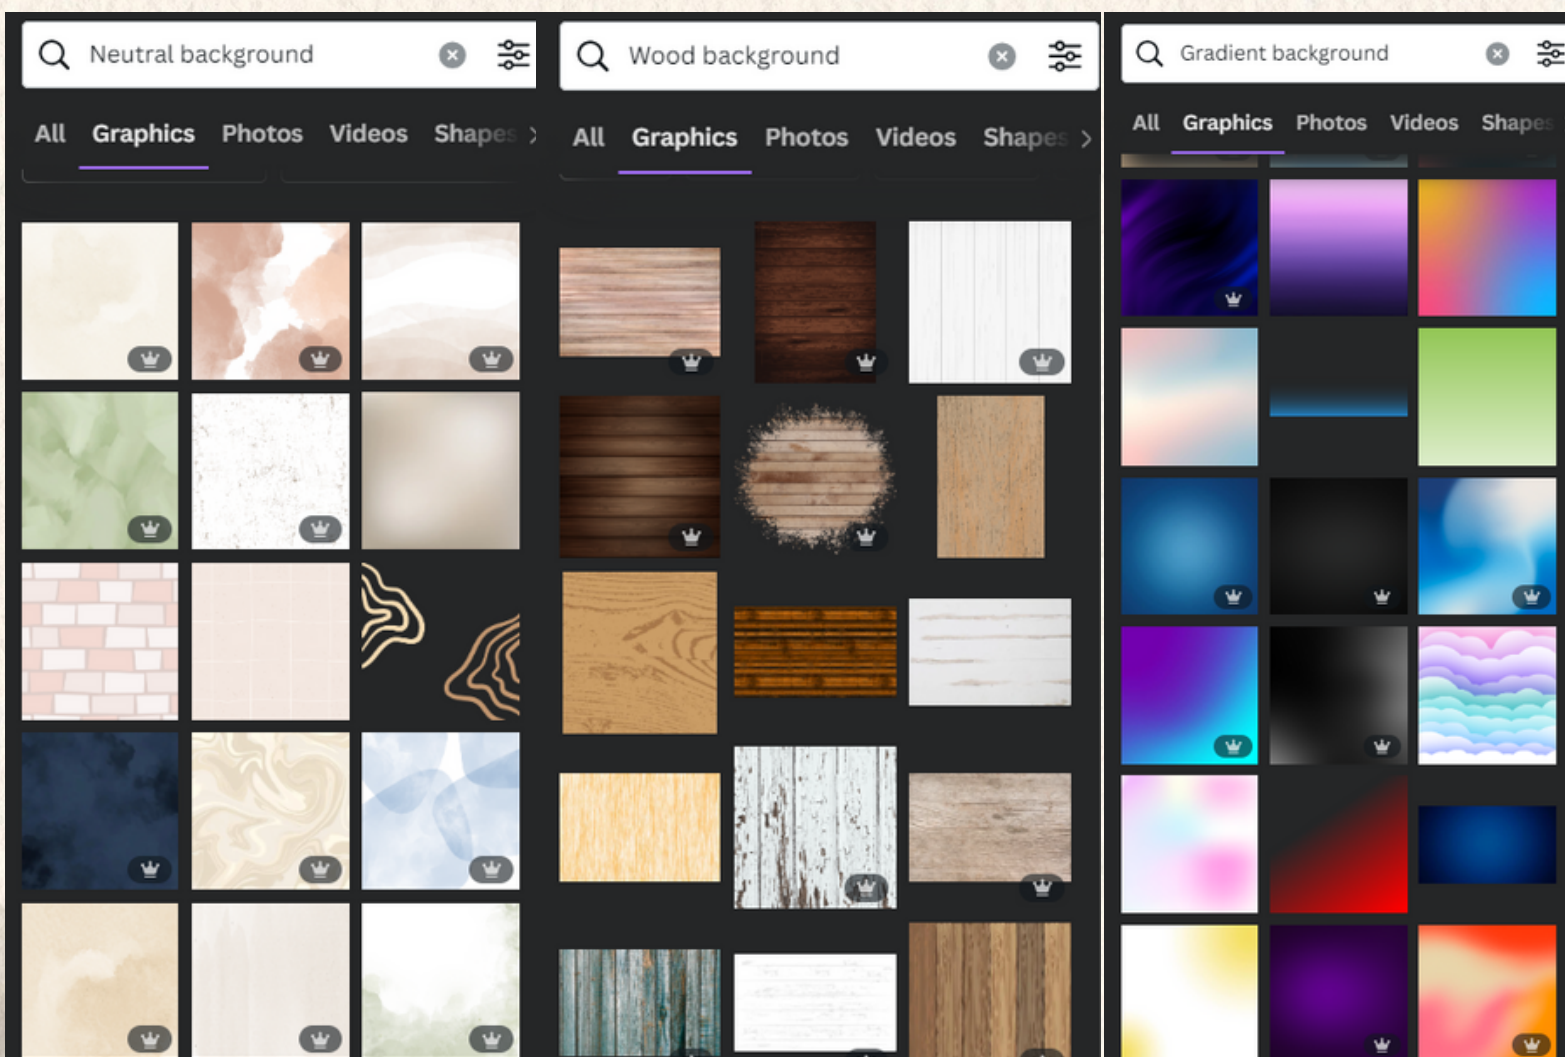 Neutral background
All Graphics Photos Videos Shapes
Wood background
All Graphics Photos Videos Shapes
Gradient background
All Graphics Photos Videos Shapes